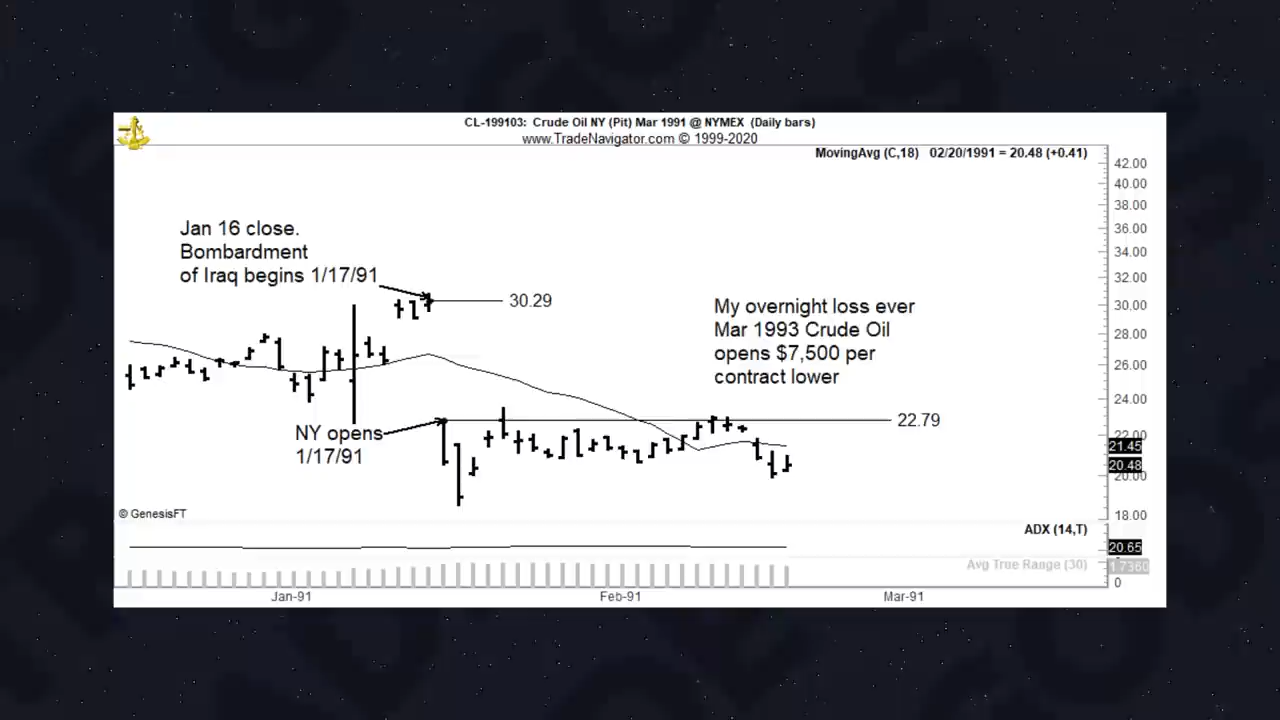 CL-199103: Crude Oil NY (Pit) Mar 1991 @ NYMEX (Daily bars)
www.TradeNavigator.com © 1999-2020
MovingAvg (C,18) 02/20/1991 = 20.48 (+0.41)
42.00
40.00
38.00
36.00
34.00
32.00
30.00
28.00
26.00
24.00
22.00
21.45
20.48
20.00
18.00
Jan 16 close.
Bombardment
of Iraq begins 1/17/91
30.29
My overnight loss ever
Mar 1993 Crude Oil
opens $7,500 per
contract lower
22.79
NY opens
1/17/91
© GenesisFT
ADX (14,T)
20.65
Avg True Range (30)
1.7360
0
Jan-91
Feb-91
Mar-91